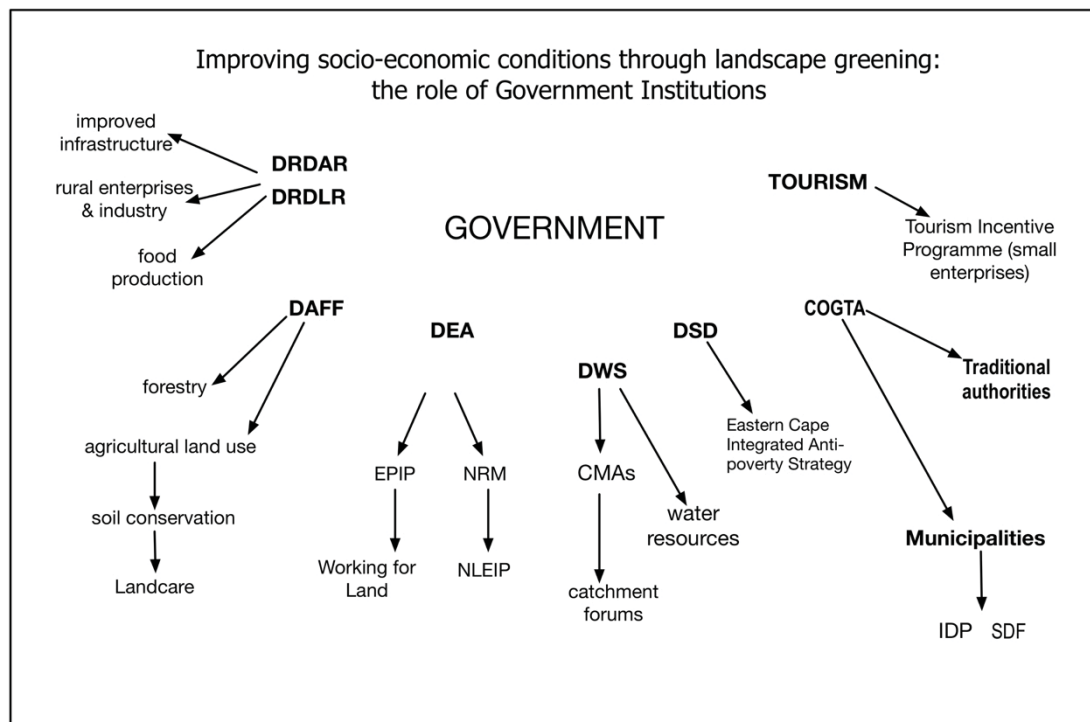 Improving socio-economic conditions through landscape greening:
the role of Government Institutions
improved
infrastructure
DRDAR
rural enterprises
& industry
DRDLR
food
production
GOVERNMENT
TOURISM
Tourism Incentive
Programme (small
enterprises)
DAFF
forestry
agricultural land use
soil conservation
Landcare
DEA
EPIP
NRM
Working for
Land
NLEIP
DWS
CMAs
water
resources
catchment
forums
DSD
Eastern Cape
Integrated Anti-
poverty Strategy
COGTA
Traditional
authorities
Municipalities
IDP SDF